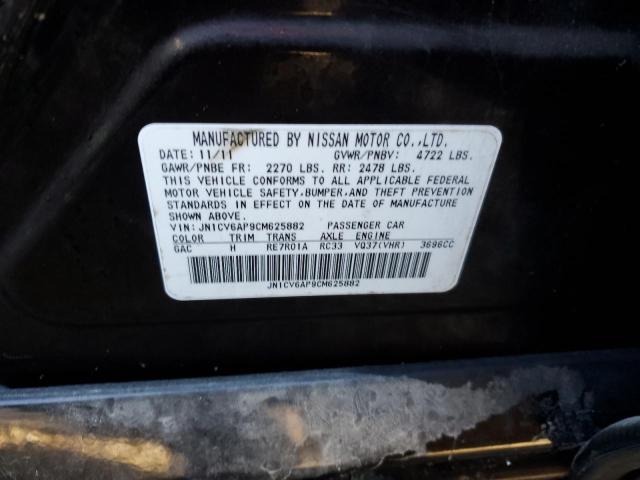 MANUFACTURED BY NISSAN MOTOR CO.,LTD.
DATE: 11/11 GVWR/PNBV: 4722 LBS.
GAWR/PNBE FR: 2270 LBS. RR: 2478 LBS.
THIS VEHICLE CONFORMS TO ALL APPLICABLE FEDERAL
MOTOR VEHICLE SAFETY,BUMPER,AND THEFT PREVENTION
STANDARDS IN EFFECT ON THE DATE OF MANUFACTURE
SHOWN ABOVE.
VIN: JN1CV6AP9CM625882 PASSENGER CAR
COLOR TRIM TRANS AXLE ENGINE
GAC H RE7R01A RC33 VQ37(VHR) 3696CC
JN1CV6AP9CM625882